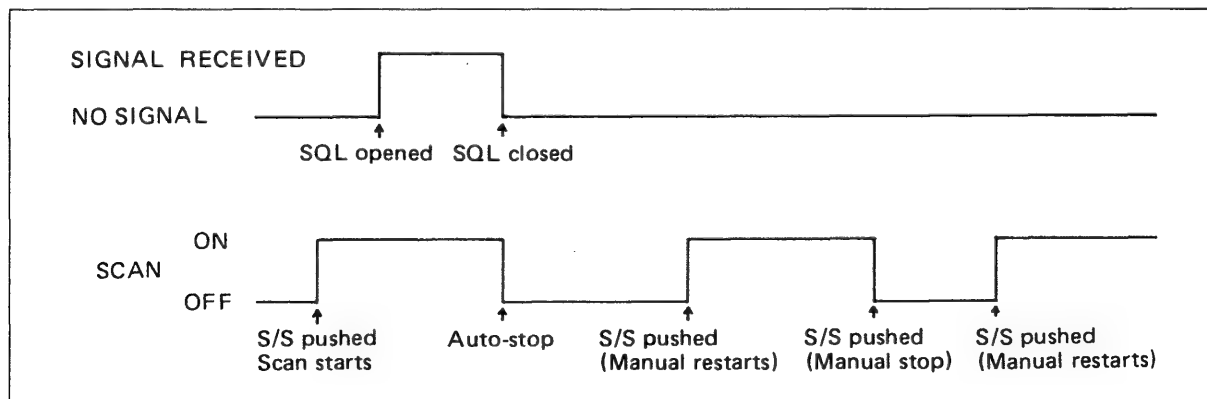 SIGNAL RECEIVED
NO SIGNAL
SQL opened SQL closed
ON
SCAN
OFF
S/S pushed Auto-stop S/S pushed S/S pushed S/S pushed
Scan starts (Manual restarts) (Manual stop) (Manual restarts)